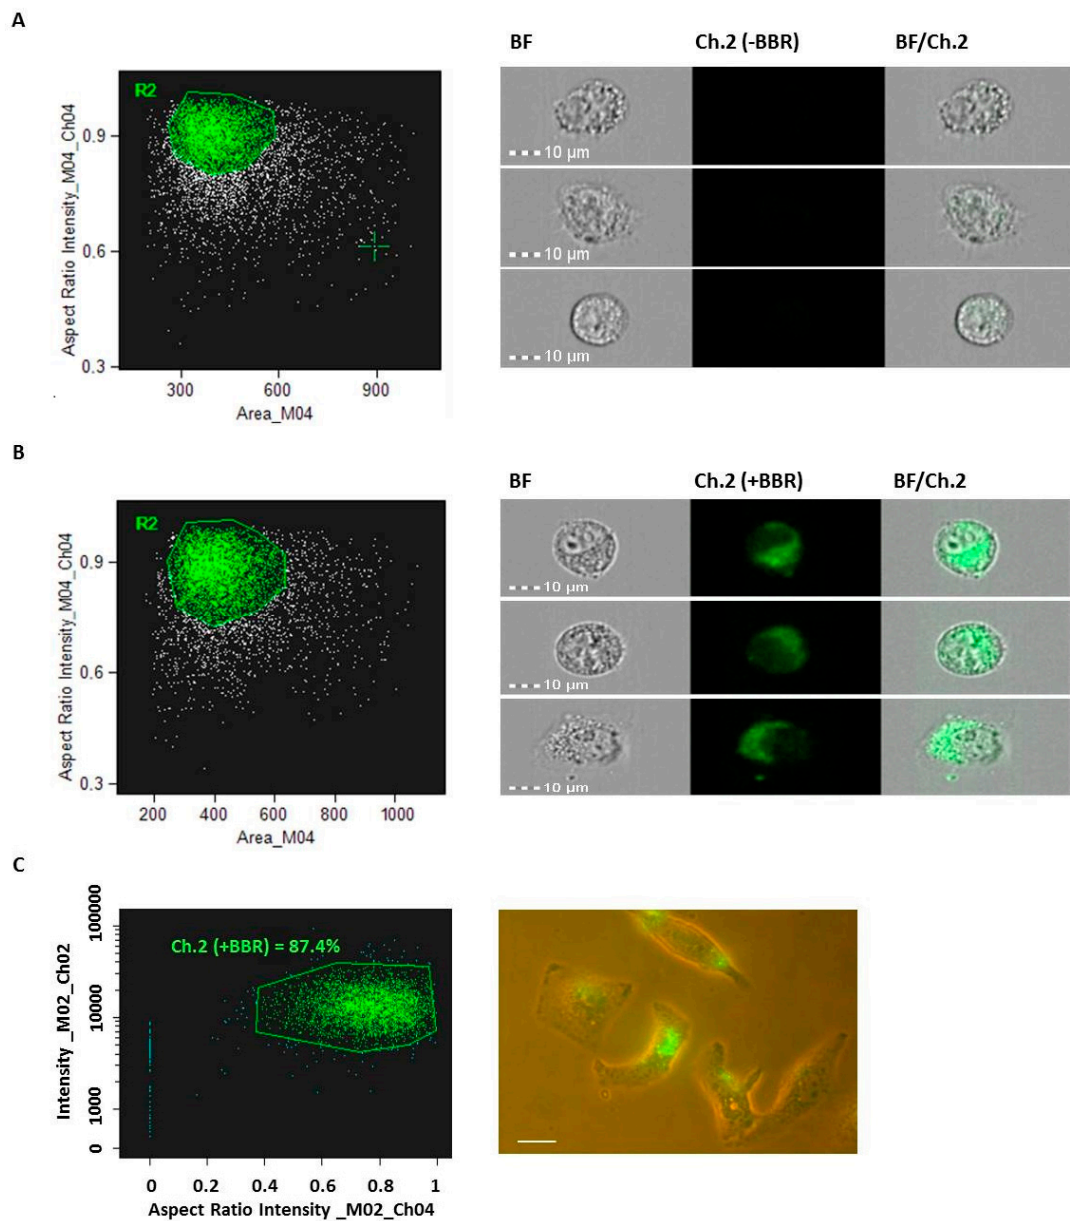 A
BF
Ch.2 (-BBR)
BF/Ch.2
R2
Aspect Ratio Intensity_M04_Ch04
0.9
0.6
0.3
300
600
900
Area_M04
10 µm
10 µm
10 µm
B
BF
Ch.2 (+BBR)
BF/Ch.2
R2
Aspect Ratio Intensity_M04_Ch04
0.9
0.6
0.3
200
400
600
800
1000
Area_M04
10 µm
10 µm
10 µm
C
Ch.2 (+BBR) = 87.4%
Intensity _M02_Ch02
100000
10000
1000
0
0
0.2
0.4
0.6
0.8
1
Aspect Ratio Intensity _M02_Ch04